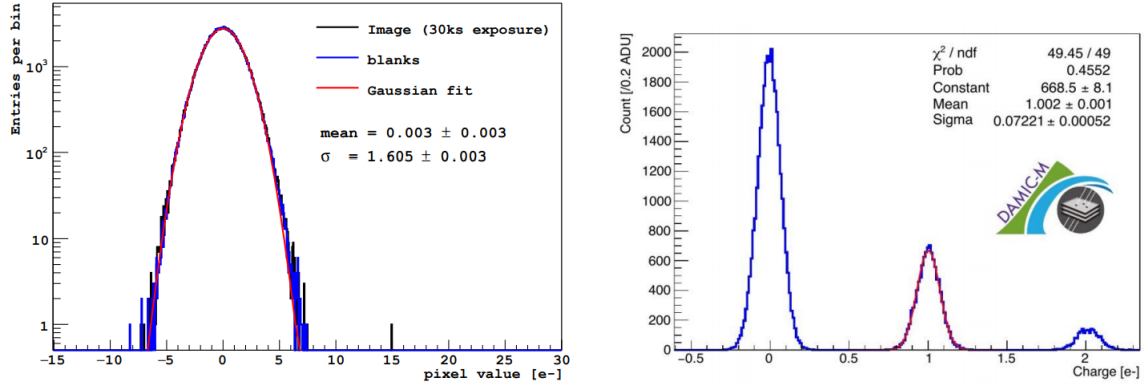 Entries per bin
10³
10²
10
1
Image (30ks exposure)
blanks
Gaussian fit
mean = 0.003 ± 0.003
σ = 1.605 ± 0.003
−15 −10 −5 0 5 10 15 20 25 30
pixel value [e-]
Count [/0.2 ADU]
2000
1800
1600
1400
1200
1000
800
600
400
200
0
χ² / ndf 49.45 / 49
Prob 0.4552
Constant 668.5 ± 8.1
Mean 1.002 ± 0.001
Sigma 0.07221 ± 0.00052
DAMIC-M
−0.5 0 0.5 1 1.5 2
Charge [e-]